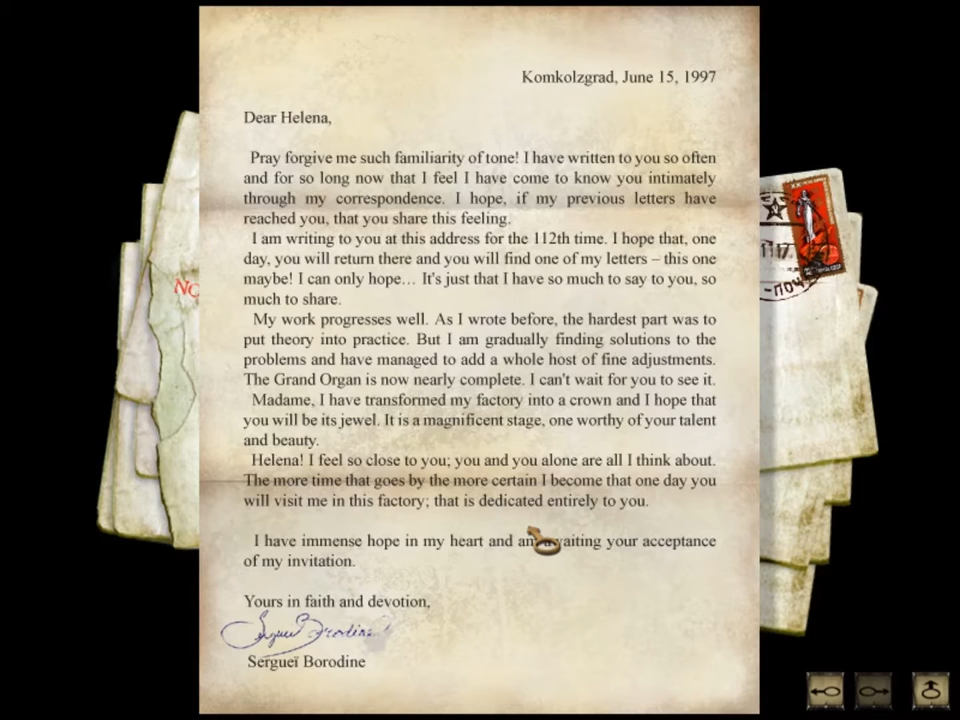 Komkolzgrad, June 15, 1997
Dear Helena,
Pray forgive me such familiarity of tone! I have written to you so often
and for so long now that I feel I have come to know you intimately
through my correspondence. I hope, if my previous letters have
reached you, that you share this feeling.
I am writing to you at this address for the 112th time. I hope that, one
day, you will return there and you will find one of my letters – this one
maybe! I can only hope… It's just that I have so much to say to you, so
much to share.
My work progresses well. As I wrote before, the hardest part was to
put theory into practice. But I am gradually finding solutions to the
problems and have managed to add a whole host of fine adjustments.
The Grand Organ is now nearly complete. I can't wait for you to see it.
Madame, I have transformed my factory into a crown and I hope that
you will be its jewel. It is a magnificent stage, one worthy of your talent
and beauty.
Helena! I feel so close to you; you and you alone are all I think about.
The more time that goes by the more certain I become that one day you
will visit me in this factory; that is dedicated entirely to you.
I have immense hope in my heart and am awaiting your acceptance
of my invitation.
Yours in faith and devotion,
Serguei Borodine
Sergueï Borodine
NO